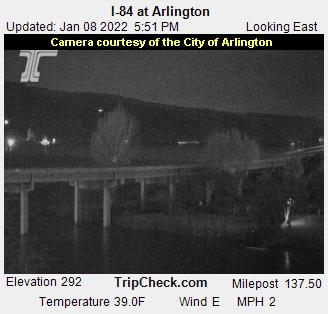 I-84 at Arlington
Updated: Jan 08 2022 5:51 PM Looking East
Camera courtesy of the City of Arlington
Elevation 292 TripCheck.com Milepost 137.50
Temperature 39.0F Wind E MPH 2